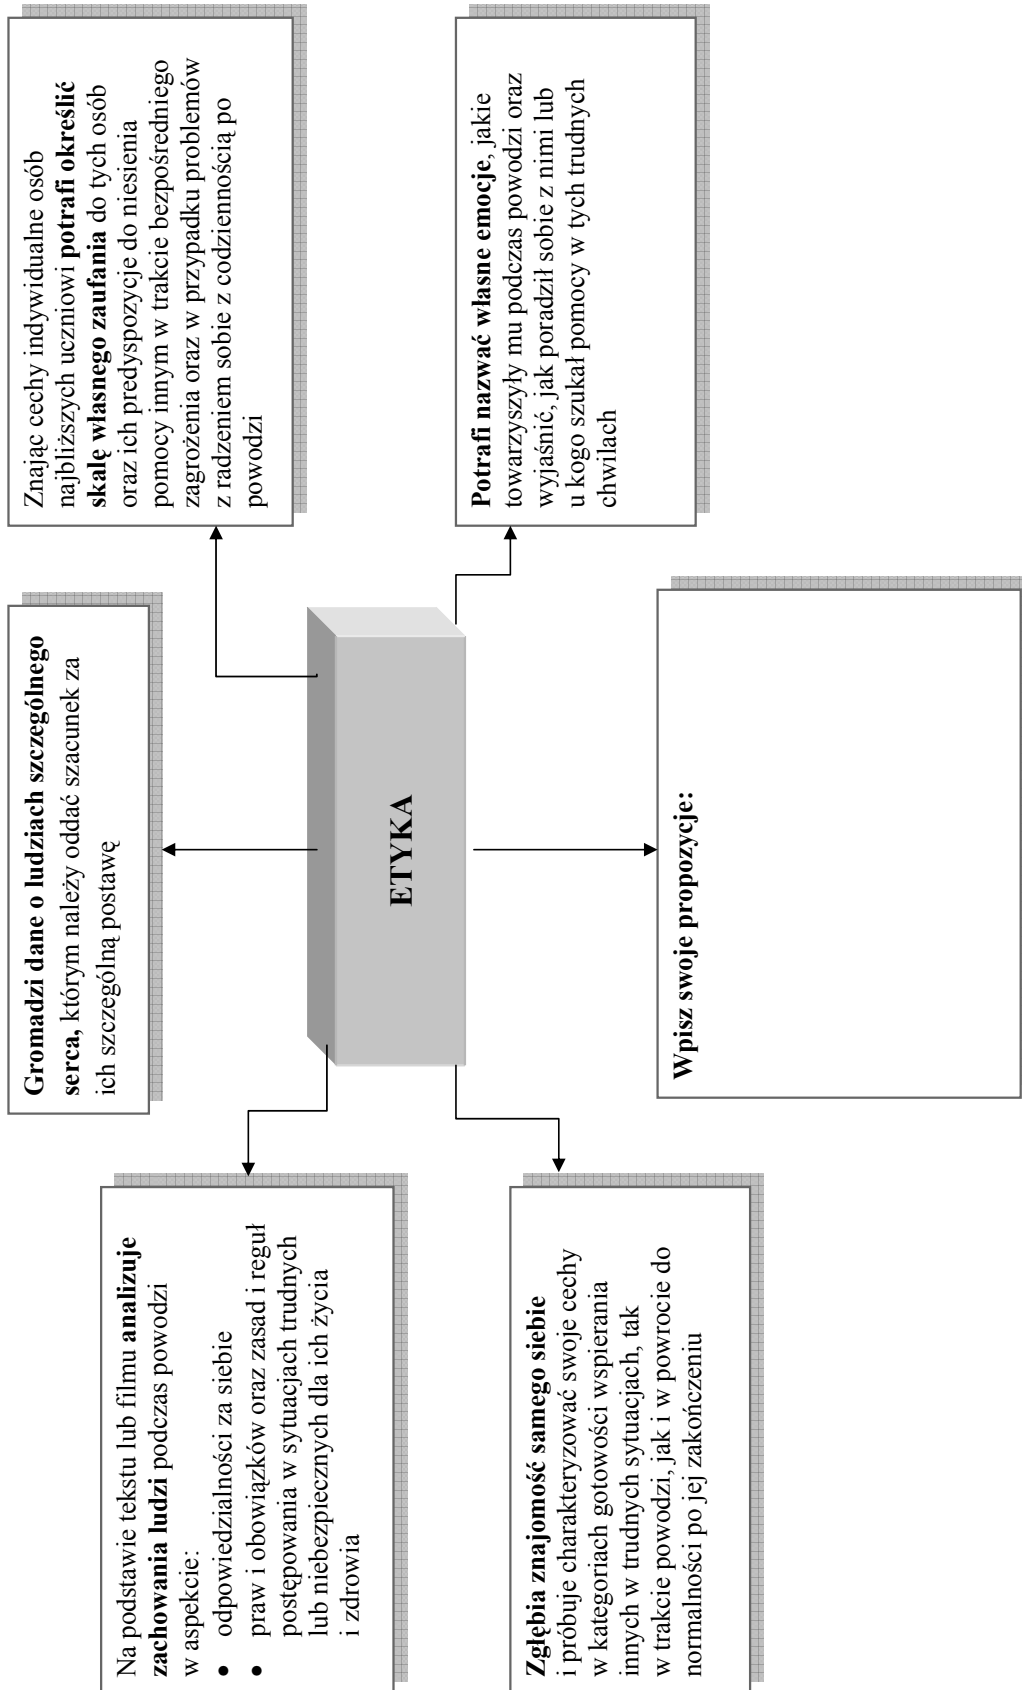 Na podstawie tekstu lub filmu analizuje
zachowania ludzi podczas powodzi
w aspekcie:
● odpowiedzialności za siebie
● praw i obowiązków oraz zasad i reguł
postępowania w sytuacjach trudnych
lub niebezpiecznych dla ich życia
i zdrowia
Gromadzi dane o ludziach szczególnego
serca, którym należy oddać szacunek za
ich szczególną postawę
Znając cechy indywidualne osób
najbliższych uczniowi potrafi określić
skalę własnego zaufania do tych osób
oraz ich predyspozycje do niesienia
pomocy innym w trakcie bezpośredniego
zagrożenia oraz w przypadku problemów
z radzeniem sobie z codziennością po
powodzi
ETYKA
Zgłębia znajomość samego siebie
i próbuje charakteryzować swoje cechy
w kategoriach gotowości wspierania
innych w trudnych sytuacjach, tak
w trakcie powodzi, jak i w powrocie do
normalności po jej zakończeniu
Wpisz swoje propozycje:
Potrafi nazwać własne emocje, jakie
towarzyszyły mu podczas powodzi oraz
wyjaśnić, jak poradził sobie z nimi lub
u kogo szukał pomocy w tych trudnych
chwilach